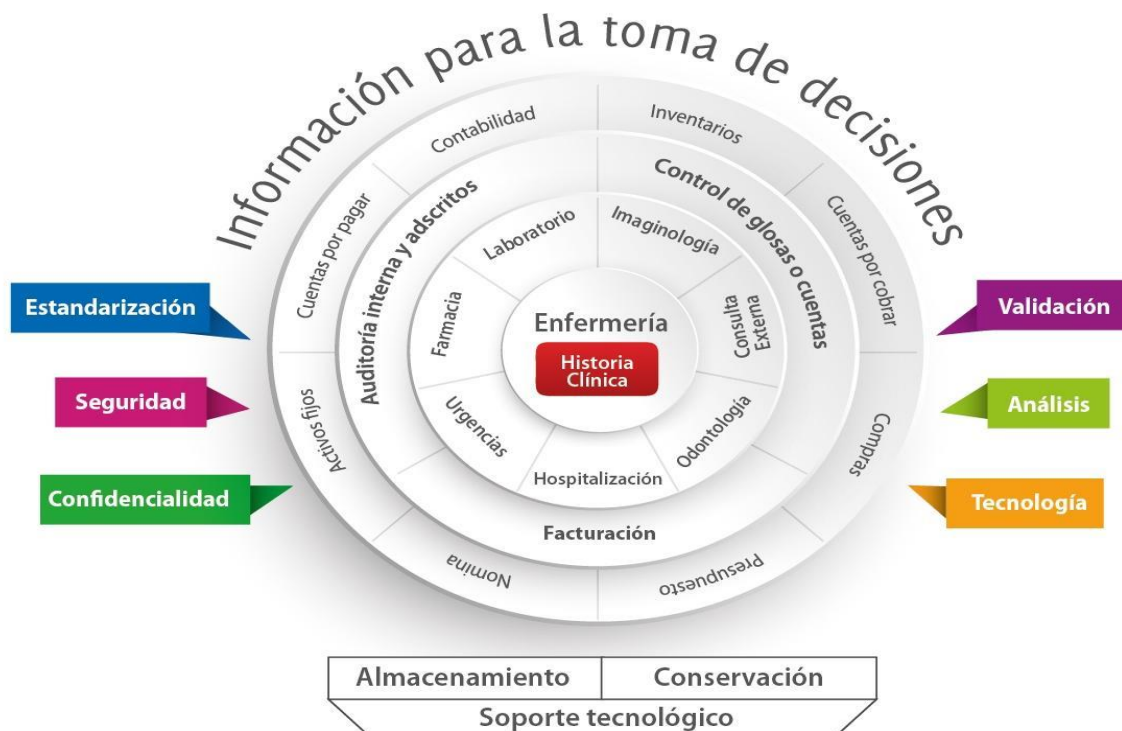 Información para la toma de decisiones
Contabilidad
Inventarios
Cuentas por pagar
Cuentas por cobrar
Activos fijos
Compras
Nomina
Presupuesto
Auditoría interna y adscritos
Control de glosas o cuentas
Facturación
Laboratorio
Imaginología
Farmacia
Consulta
Externa
Urgencias
Odontología
Hospitalización
Enfermería
Historia
Clínica
Estandarización
Seguridad
Confidencialidad
Validación
Análisis
Tecnología
Almacenamiento
Conservación
Soporte tecnológico